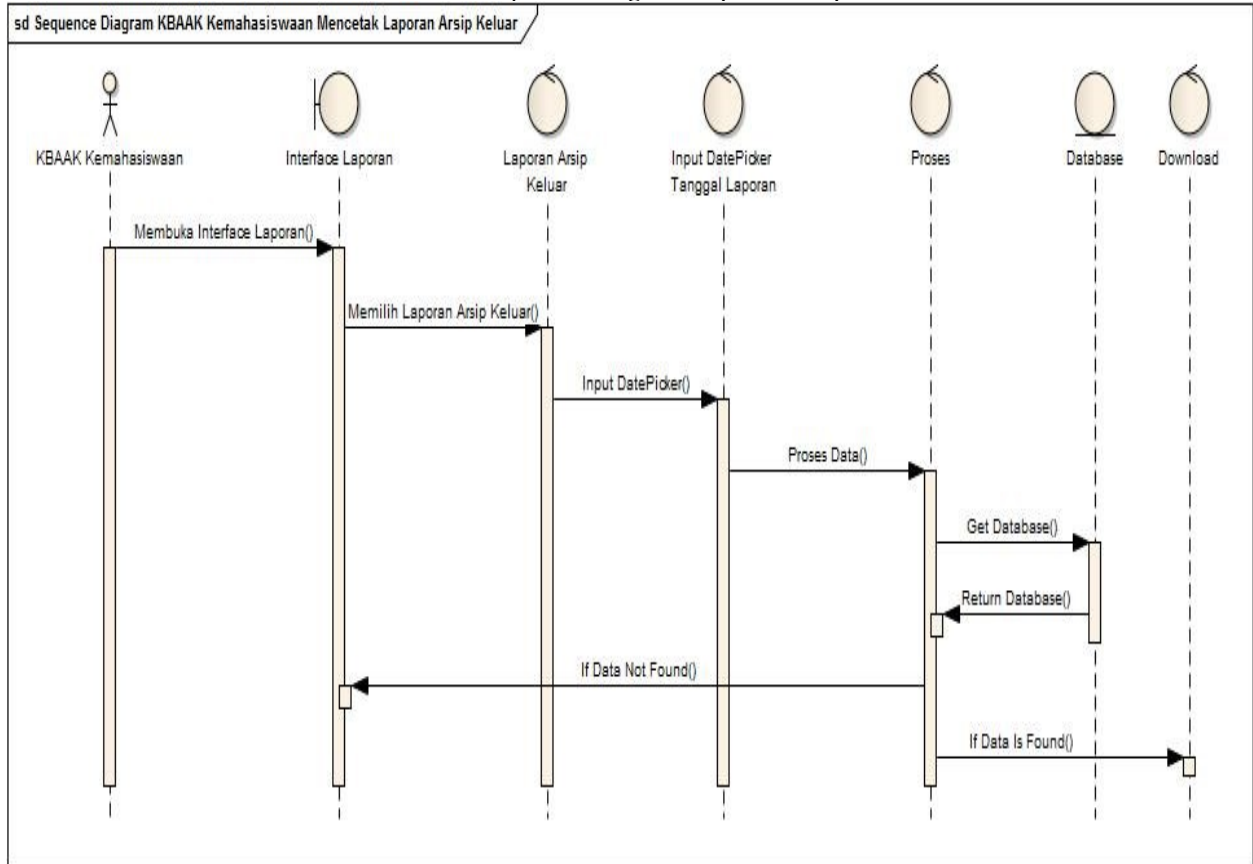 sd Sequence Diagram KBAAK Kemahasiswaan Mencetak Laporan Arsip Keluar
KBAAK Kemahasiswaan
Interface Laporan
Laporan Arsip
Keluar
Input DatePicker
Tanggal Laporan
Proses
Database
Download
Membuka Interface Laporan()
Memilih Laporan Arsip Keluar()
Input DatePicker()
Proses Data()
Get Database()
Return Database()
If Data Not Found()
If Data Is Found()